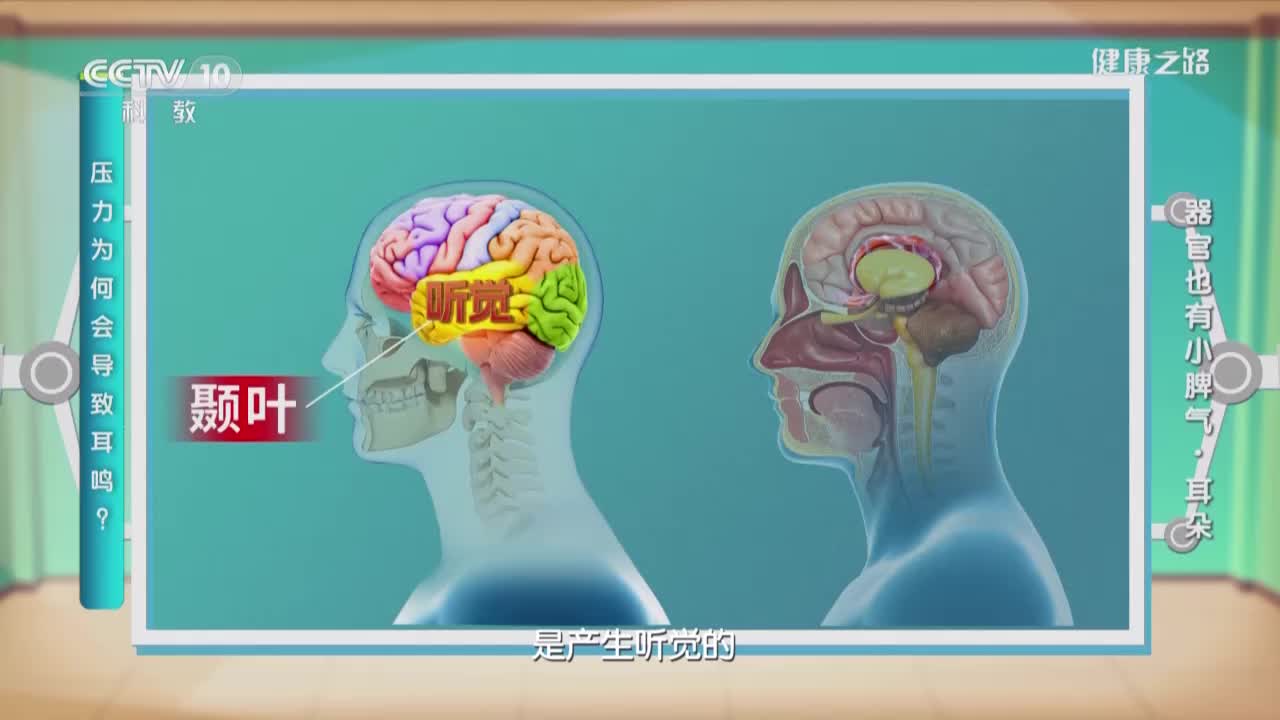 CCTV 10
科 教
健康之路
压力为何会导致耳鸣？
听觉
颞叶
器官也有小脾气·耳朵
是产生听觉的